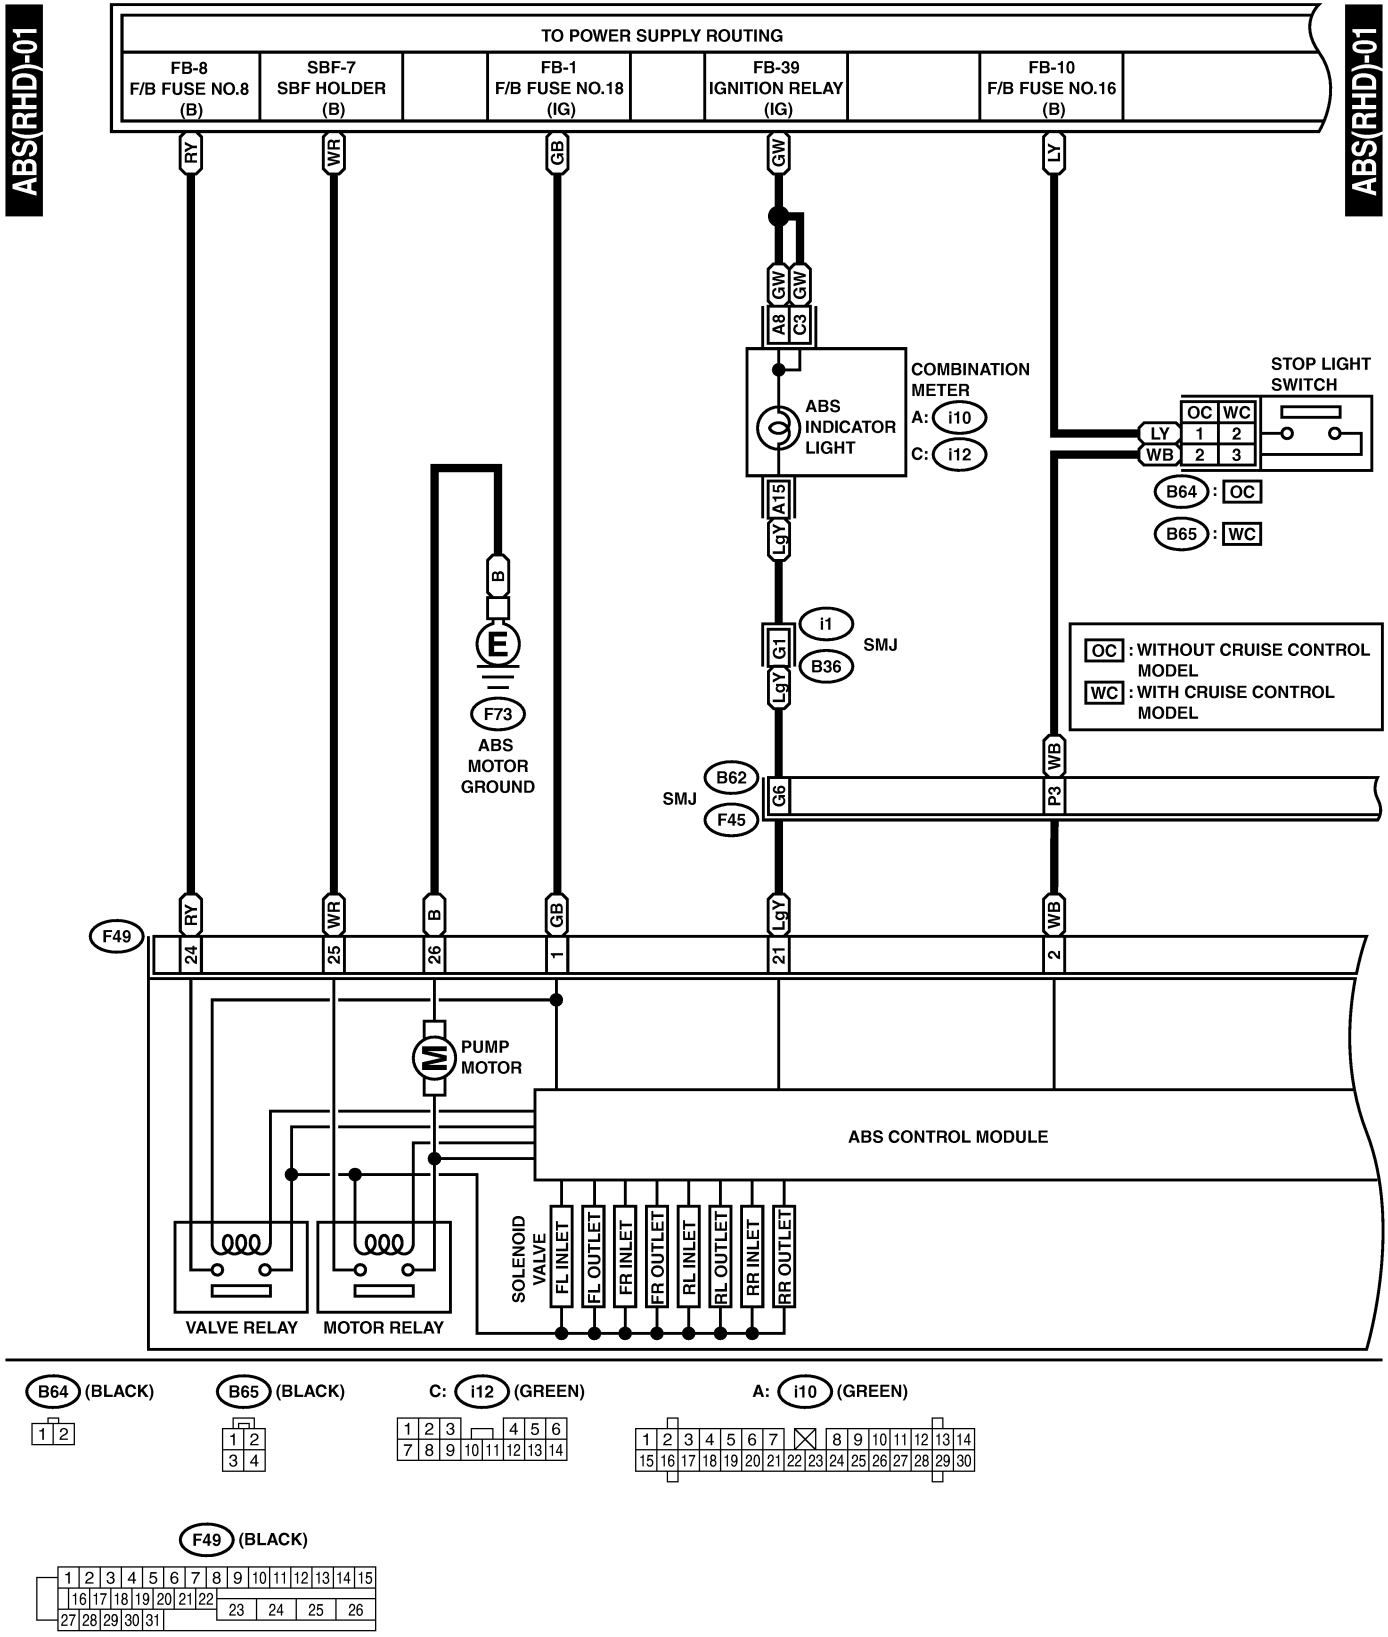 ABS(RHD)-01
ABS(RHD)-01
TO POWER SUPPLY ROUTING
FB-8
F/B FUSE NO.8
(B)
SBF-7
SBF HOLDER
(B)
FB-1
F/B FUSE NO.18
(IG)
FB-39
IGNITION RELAY
(IG)
FB-10
F/B FUSE NO.16
(B)
RY
WR
GB
GW
LY
GW
GW
A8
C3
COMBINATION
METER
A: i10
C: i12
ABS
INDICATOR
LIGHT
A15
LgY
STOP LIGHT
SWITCH
OC WC
LY 1 2
WB 2 3
B64 : OC
B65 : WC
B
E
F73
ABS
MOTOR
GROUND
G1
i1
B36
SMJ
LgY
OC : WITHOUT CRUISE CONTROL
MODEL
WC : WITH CRUISE CONTROL
MODEL
WB
B62
SMJ
F45
G6
P3
RY
WR
B
GB
LgY
WB
F49
24
25
26
1
21
2
M
PUMP
MOTOR
ABS CONTROL MODULE
SOLENOID
VALVE
FL INLET
FL OUTLET
FR INLET
FR OUTLET
RL INLET
RL OUTLET
RR INLET
RR OUTLET
VALVE RELAY
MOTOR RELAY
B64 (BLACK)
1 2
B65 (BLACK)
1 2
3 4
C: i12 (GREEN)
1 2 3 4 5 6
7 8 9 10 11 12 13 14
A: i10 (GREEN)
1 2 3 4 5 6 7 8 9 10 11 12 13 14
15 16 17 18 19 20 21 22 23 24 25 26 27 28 29 30
F49 (BLACK)
1 2 3 4 5 6 7 8 9 10 11 12 13 14 15
16 17 18 19 20 21 22
23 24 25 26
27 28 29 30 31